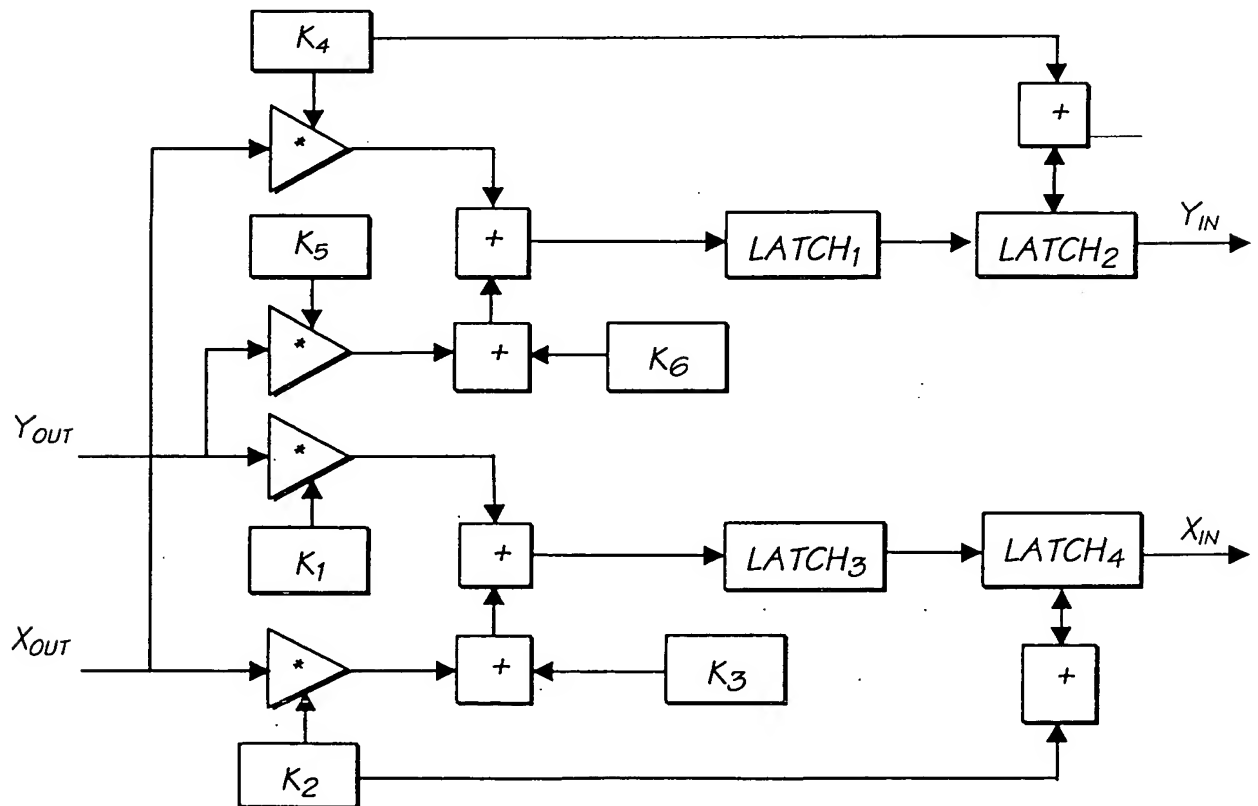 K4
+
*
K5
+
LATCH1
LATCH2
YIN
*
+
K6
YOUT
*
K1
+
LATCH3
LATCH4
XIN
XOUT
*
+
K3
+
K2